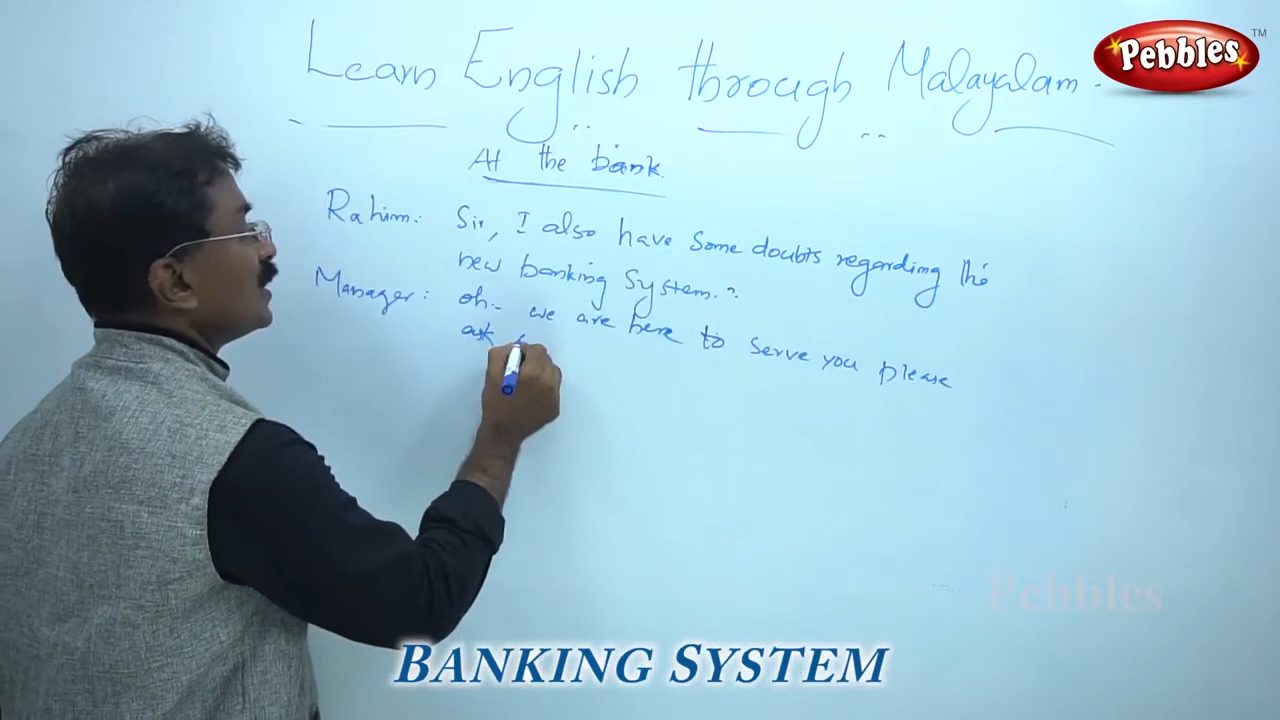 Learn English through Malayalam.
Pebbles TM
At the bank.
Rahim: Sir, I also have some doubts regarding the
new banking System.?
Manager: oh.. we are here to serve you please
ask
Pebbles
BANKING SYSTEM